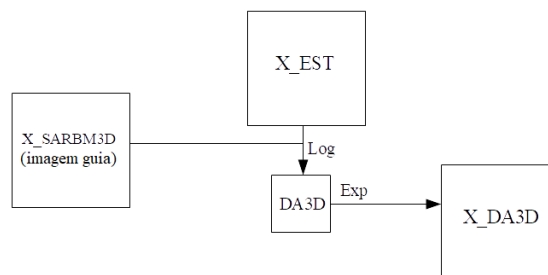 X_EST
X_SARBM3D
(imagem guia)
Log
DA3D
Exp
X_DA3D